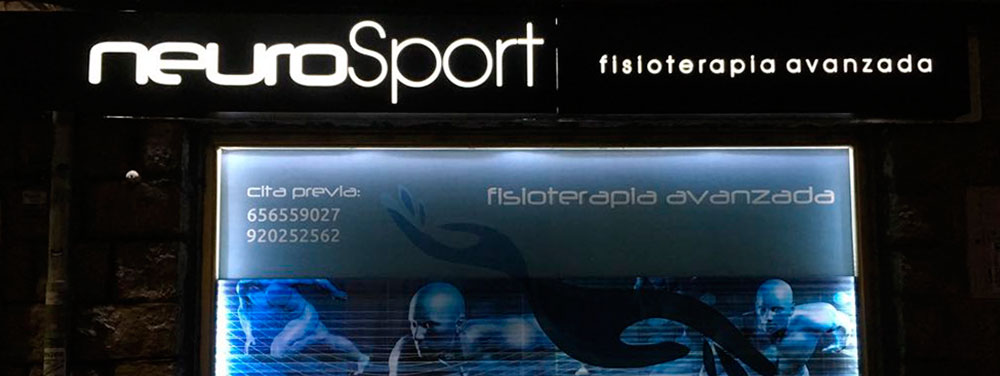 neuroSport
fisioterapia avanzada
cita previa:
656559027
920252562
fisioterapia avanzada